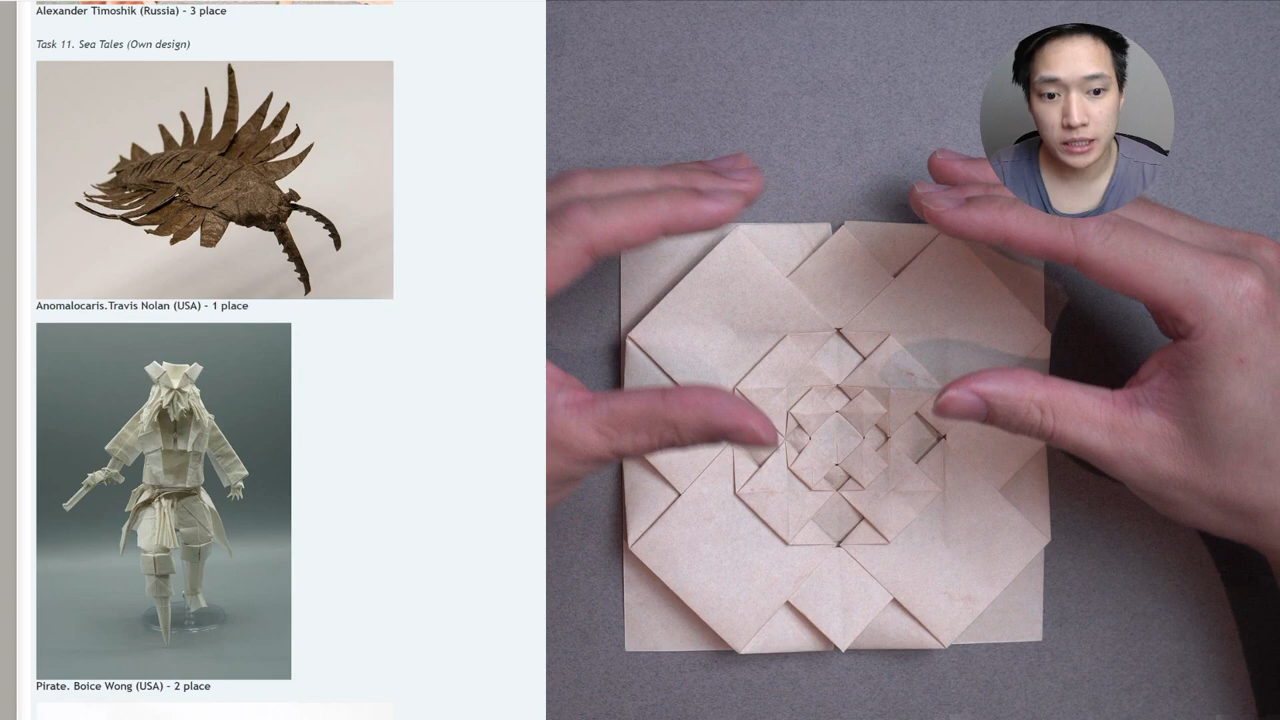 Alexander Timoshik (Russia) - 3 place
Task 11. Sea Tales (Own design)
Anomalocaris.Travis Nolan (USA) - 1 place
Pirate. Boice Wong (USA) - 2 place